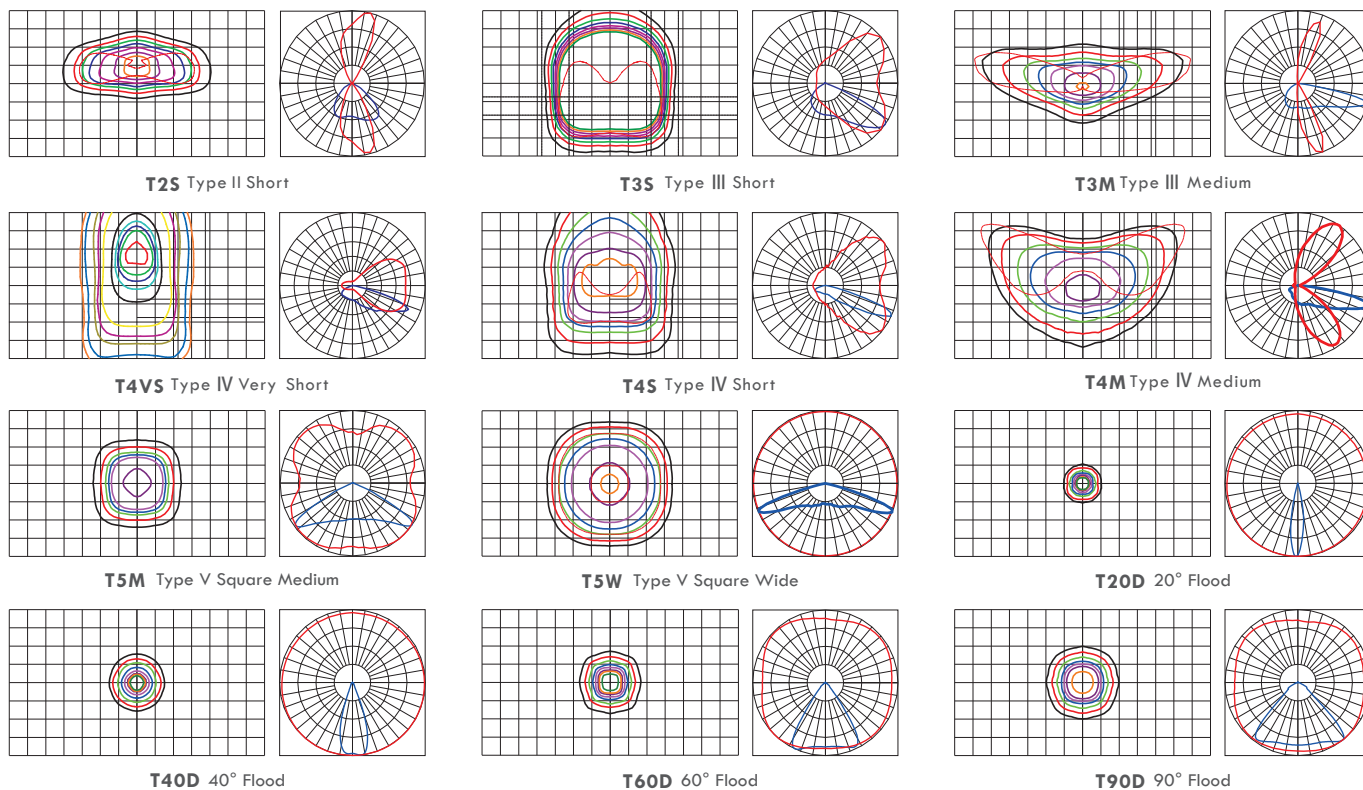 T2S Type II Short
T3S Type III Short
T3M Type III Medium
T4VS Type IV Very Short
T4S Type IV Short
T4M Type IV Medium
T5M Type V Square Medium
T5W Type V Square Wide
T20D 20° Flood
T40D 40° Flood
T60D 60° Flood
T90D 90° Flood